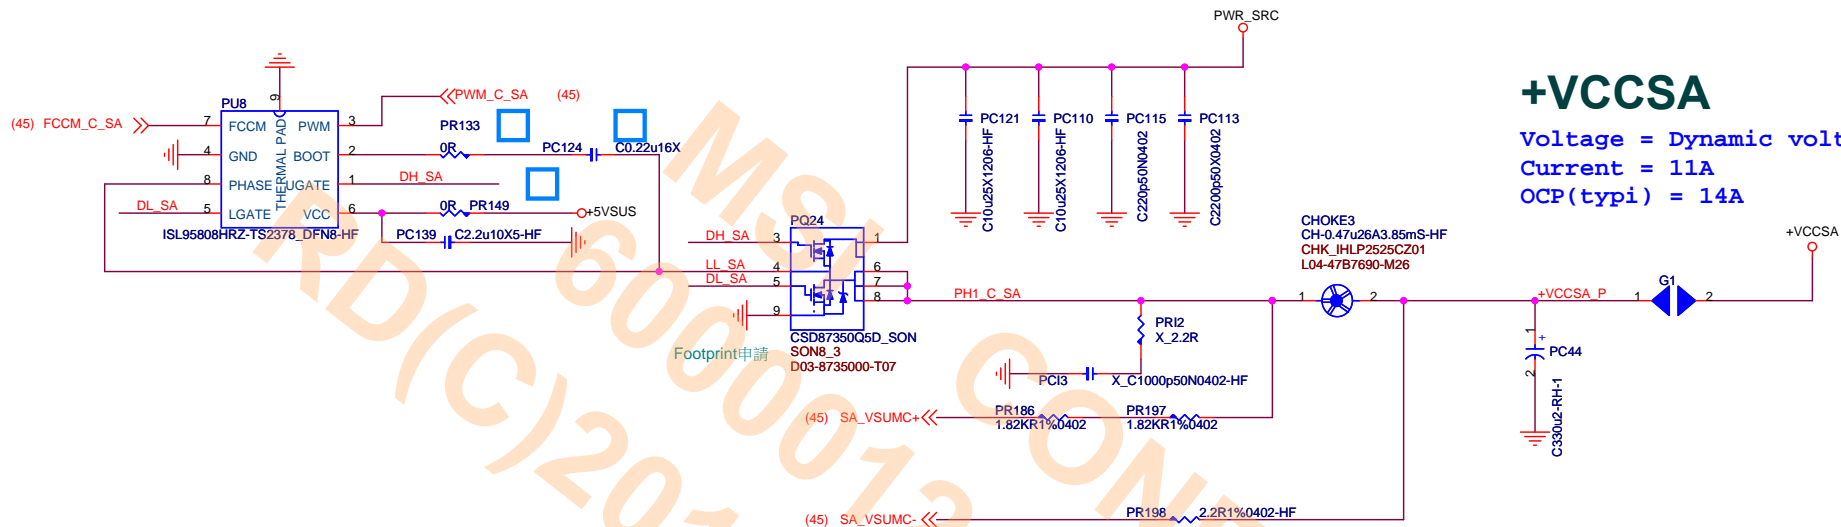 PWR_SRC
+VCCSA
Voltage = Dynamic volt
Current = 11A
OCP(typi) = 14A
PU8
9
(45) FCCM_C_SA
7 FCCM PWM 3
PWM_C_SA (45)
4 GND BOOT 2
8 PHASE UGATE 1
5 LGATE VCC 6
THERMAL PAD
DL_SA
ISL95808HRZ-TS2378_DFN8-HF
PR133
0R
PC124 C0.22u16X
DH_SA
0R PR149
+5VSUS
PC139 C2.2u10X5-HF
PC121
C10u25X1206-HF
PC110
C10u25X1206-HF
PC115
C220p50N0402
PC113
C2200p50X0402
PQ24
DH_SA 3
LL_SA 4
DL_SA 5
9
1
6
7
8
CSD87350Q5D_SON
SON8_3
D03-8735000-T07
Footprint申請
PH1_C_SA
PRI2
X_2.2R
PCI3 X_C1000p50N0402-HF
CHOKE3
CH-0.47u26A3.85mS-HF
CHK_IHLP2525CZ01
L04-47B7690-M26
1 2
+VCCSA_P
G1
1 2
+VCCSA
1
+
PC44
2
C330u2-RH-1
(45) SA_VSUMC+
PR186
1.82KR1%0402
PR197
1.82KR1%0402
(45) SA_VSUMC-
PR198 2.2R1%0402-HF
MSI
600001
CON
RD(C)201